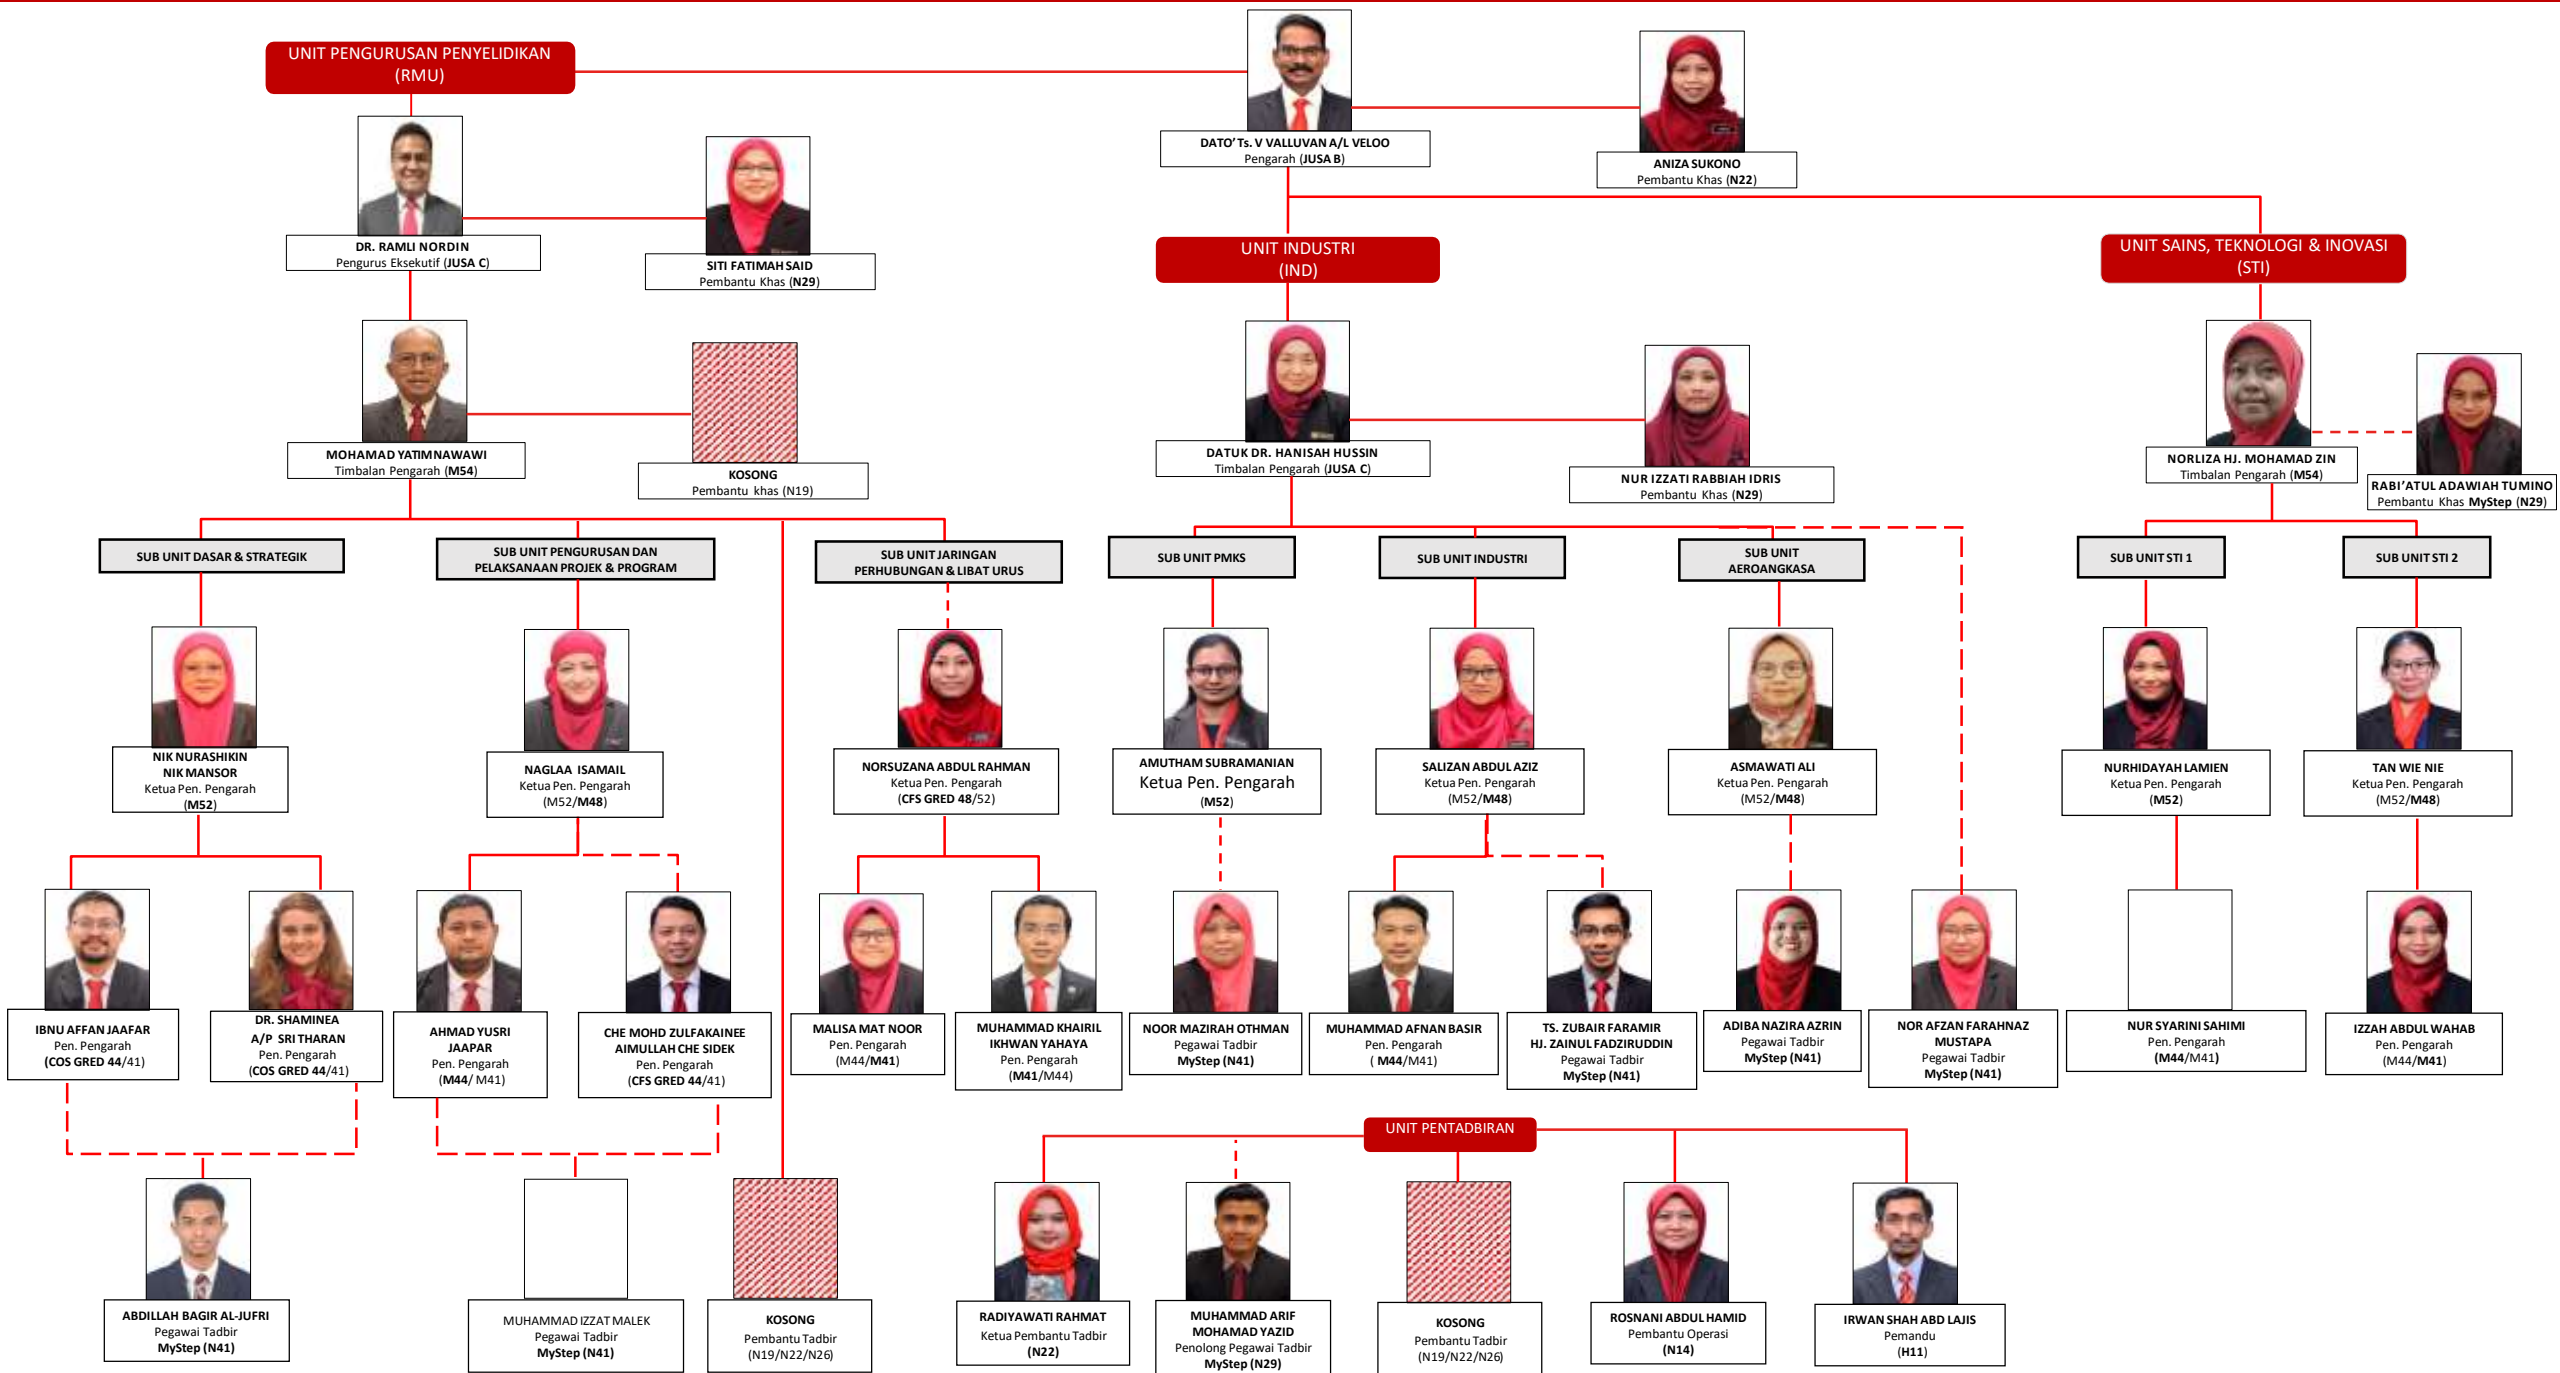 UNIT PENGURUSAN PENYELIDIKAN
(RMU)
DATO' Ts. V VALLUVAN A/L VELOO
Pengarah (JUSA B)
ANIZA SUKONO
Pembantu Khas (N22)
DR. RAMLI NORDIN
Pengurus Eksekutif (JUSA C)
SITI FATIMAH SAID
Pembantu Khas (N29)
UNIT INDUSTRI
(IND)
UNIT SAINS, TEKNOLOGI & INOVASI
(STI)
MOHAMAD YATIM NAWAWI
Timbalan Pengarah (M54)
KOSONG
Pembantu khas (N19)
DATUK DR. HANISAH HUSSIN
Timbalan Pengarah (JUSA C)
NUR IZZATI RABBIAH IDRIS
Pembantu Khas (N29)
NORLIZA HJ. MOHAMAD ZIN
Timbalan Pengarah (M54)
RABI'ATUL ADAWIAH TUMINO
Pembantu Khas MyStep (N29)
SUB UNIT DASAR & STRATEGIK
SUB UNIT PENGURUSAN DAN
PELAKSANAAN PROJEK & PROGRAM
SUB UNIT JARINGAN
PERHUBUNGAN & LIBAT URUS
SUB UNIT PMKS
SUB UNIT INDUSTRI
SUB UNIT
AEROANGKASA
SUB UNIT STI 1
SUB UNIT STI 2
NIK NURASHIKIN
NIK MANSOR
Ketua Pen. Pengarah
(M52)
NAGLAA ISAMAIL
Ketua Pen. Pengarah
(M52/M48)
NORSUZANA ABDUL RAHMAN
Ketua Pen. Pengarah
(CFS GRED 48/52)
AMUTHAM SUBRAMANIAN
Ketua Pen. Pengarah
(M52)
SALIZAN ABDUL AZIZ
Ketua Pen. Pengarah
(M52/M48)
ASMAWATI ALI
Ketua Pen. Pengarah
(M52/M48)
NURHIDAYAH LAMIEN
Ketua Pen. Pengarah
(M52)
TAN WIE NIE
Ketua Pen. Pengarah
(M52/M48)
IBNU AFFAN JAAFAR
Pen. Pengarah
(COS GRED 44/41)
DR. SHAMINEA
A/P SRI THARAN
Pen. Pengarah
(COS GRED 44/41)
AHMAD YUSRI
JAAPAR
Pen. Pengarah
(M44/ M41)
CHE MOHD ZULFAKAINEE
AIMULLAH CHE SIDEK
Pen. Pengarah
(CFS GRED 44/41)
MALISA MAT NOOR
Pen. Pengarah
(M44/M41)
MUHAMMAD KHAIRIL
IKHWAN YAHAYA
Pen. Pengarah
(M41/M44)
NOOR MAZIRAH OTHMAN
Pegawai Tadbir
MyStep (N41)
MUHAMMAD AFNAN BASIR
Pen. Pengarah
( M44/M41)
TS. ZUBAIR FARAMIR
HJ. ZAINUL FADZIRUDDIN
Pegawai Tadbir
MyStep (N41)
ADIBA NAZIRA AZRIN
Pegawai Tadbir
MyStep (N41)
NOR AFZAN FARAHNAZ
MUSTAPA
Pegawai Tadbir
MyStep (N41)
NUR SYARINI SAHIMI
Pen. Pengarah
(M44/M41)
IZZAH ABDUL WAHAB
Pen. Pengarah
(M44/M41)
UNIT PENTADBIRAN
ABDILLAH BAGIR AL-JUFRI
Pegawai Tadbir
MyStep (N41)
MUHAMMAD IZZAT MALEK
Pegawai Tadbir
MyStep (N41)
KOSONG
Pembantu Tadbir
(N19/N22/N26)
RADIYAWATI RAHMAT
Ketua Pembantu Tadbir
(N22)
MUHAMMAD ARIF
MOHAMAD YAZID
Penolong Pegawai Tadbir
MyStep (N29)
KOSONG
Pembantu Tadbir
(N19/N22/N26)
ROSNANI ABDUL HAMID
Pembantu Operasi
(N14)
IRWAN SHAH ABD LAJIS
Pemandu
(H11)